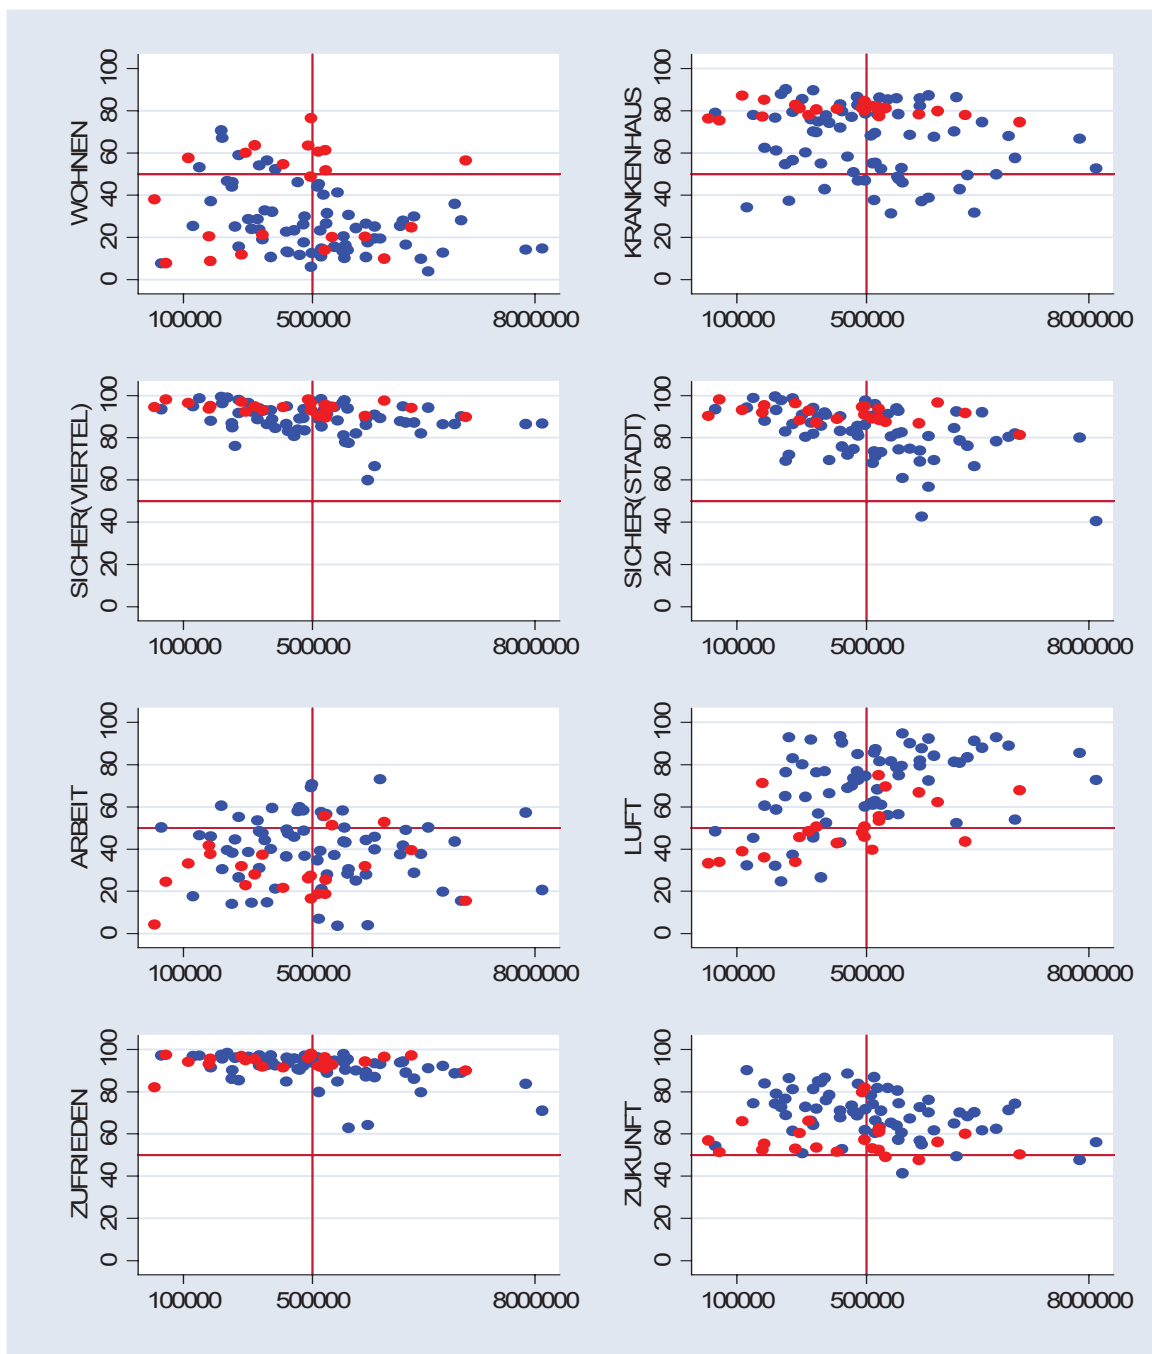 WOHNEN
0 20 40 60 80 100
100000 500000 8000000
KRANKENHAUS
0 20 40 60 80 100
100000 500000 8000000
SICHER(VIERTEL)
0 20 40 60 80 100
100000 500000 8000000
SICHER(STADT)
0 20 40 60 80 100
100000 500000 8000000
ARBEIT
0 20 40 60 80 100
100000 500000 8000000
LUFT
0 20 40 60 80 100
100000 500000 8000000
ZUFRIEDEN
0 20 40 60 80 100
100000 500000 8000000
ZUKUNFT
0 20 40 60 80 100
100000 500000 8000000